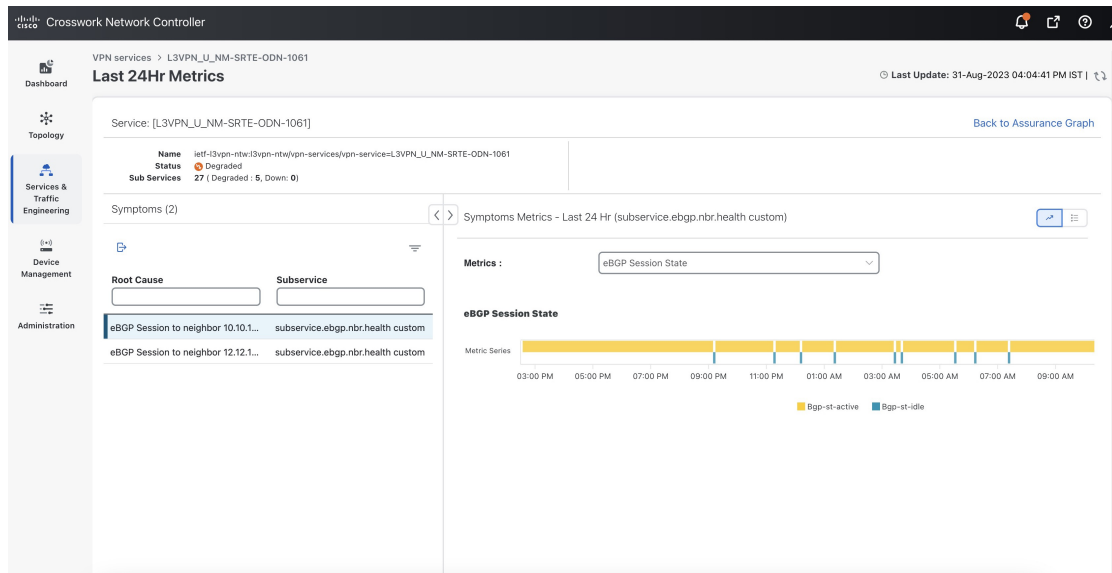 cisco Crosswork Network Controller
Dashboard
Topology
Services &
Traffic
Engineering
Device
Management
Administration
VPN services > L3VPN_U_NM-SRTE-ODN-1061
Last 24Hr Metrics
Last Update: 31-Aug-2023 04:04:41 PM IST |
Service: [L3VPN_U_NM-SRTE-ODN-1061]
Back to Assurance Graph
Name ietf-l3vpn-ntw:l3vpn-ntw/vpn-services/vpn-service=L3VPN_U_NM-SRTE-ODN-1061
Status Degraded
Sub Services 27 ( Degraded : 5, Down: 0)
Symptoms (2)
Root Cause Subservice
eBGP Session to neighbor 10.10.1... subservice.ebgp.nbr.health custom
eBGP Session to neighbor 12.12.1... subservice.ebgp.nbr.health custom
Symptoms Metrics - Last 24 Hr (subservice.ebgp.nbr.health custom)
Metrics : eBGP Session State
eBGP Session State
Metric Series
03:00 PM 05:00 PM 07:00 PM 09:00 PM 11:00 PM 01:00 AM 03:00 AM 05:00 AM 07:00 AM 09:00 AM
Bgp-st-active Bgp-st-idle